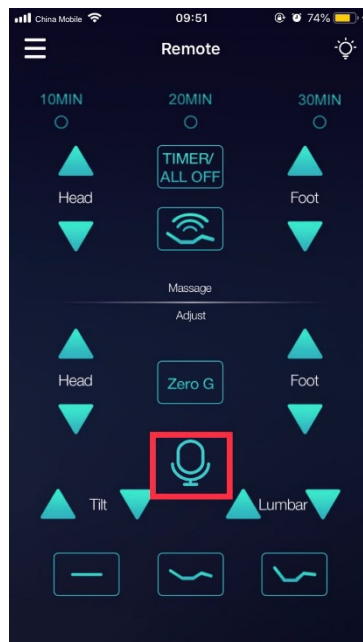 China Mobile 09:51 74%
Remote
10MIN 20MIN 30MIN
TIMER/
ALL OFF
Head Foot
Massage
Adjust
Head Zero G Foot
Tilt Lumbar